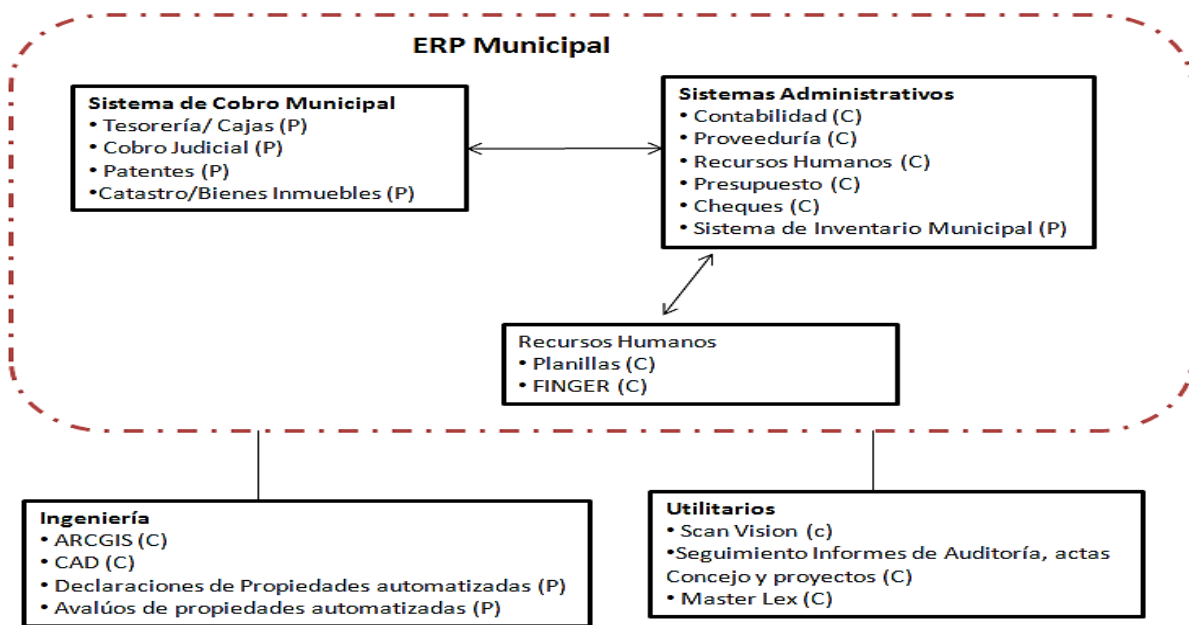 ERP Municipal
Sistema de Cobro Municipal
• Tesorería/ Cajas (P)
• Cobro Judicial (P)
• Patentes (P)
•Catastro/Bienes Inmuebles (P)
Sistemas Administrativos
• Contabilidad (C)
• Proveeduría (C)
• Recursos Humanos (C)
• Presupuesto (C)
• Cheques (C)
• Sistema de Inventario Municipal (P)
Recursos Humanos
• Planillas (C)
• FINGER (C)
Ingeniería
• ARCGIS (C)
• CAD (C)
• Declaraciones de Propiedades automatizadas (P)
• Avalúos de propiedades automatizadas (P)
Utilitarios
• Scan Vision (c)
•Seguimiento Informes de Auditoría, actas
Concejo y proyectos (C)
• Master Lex (C)